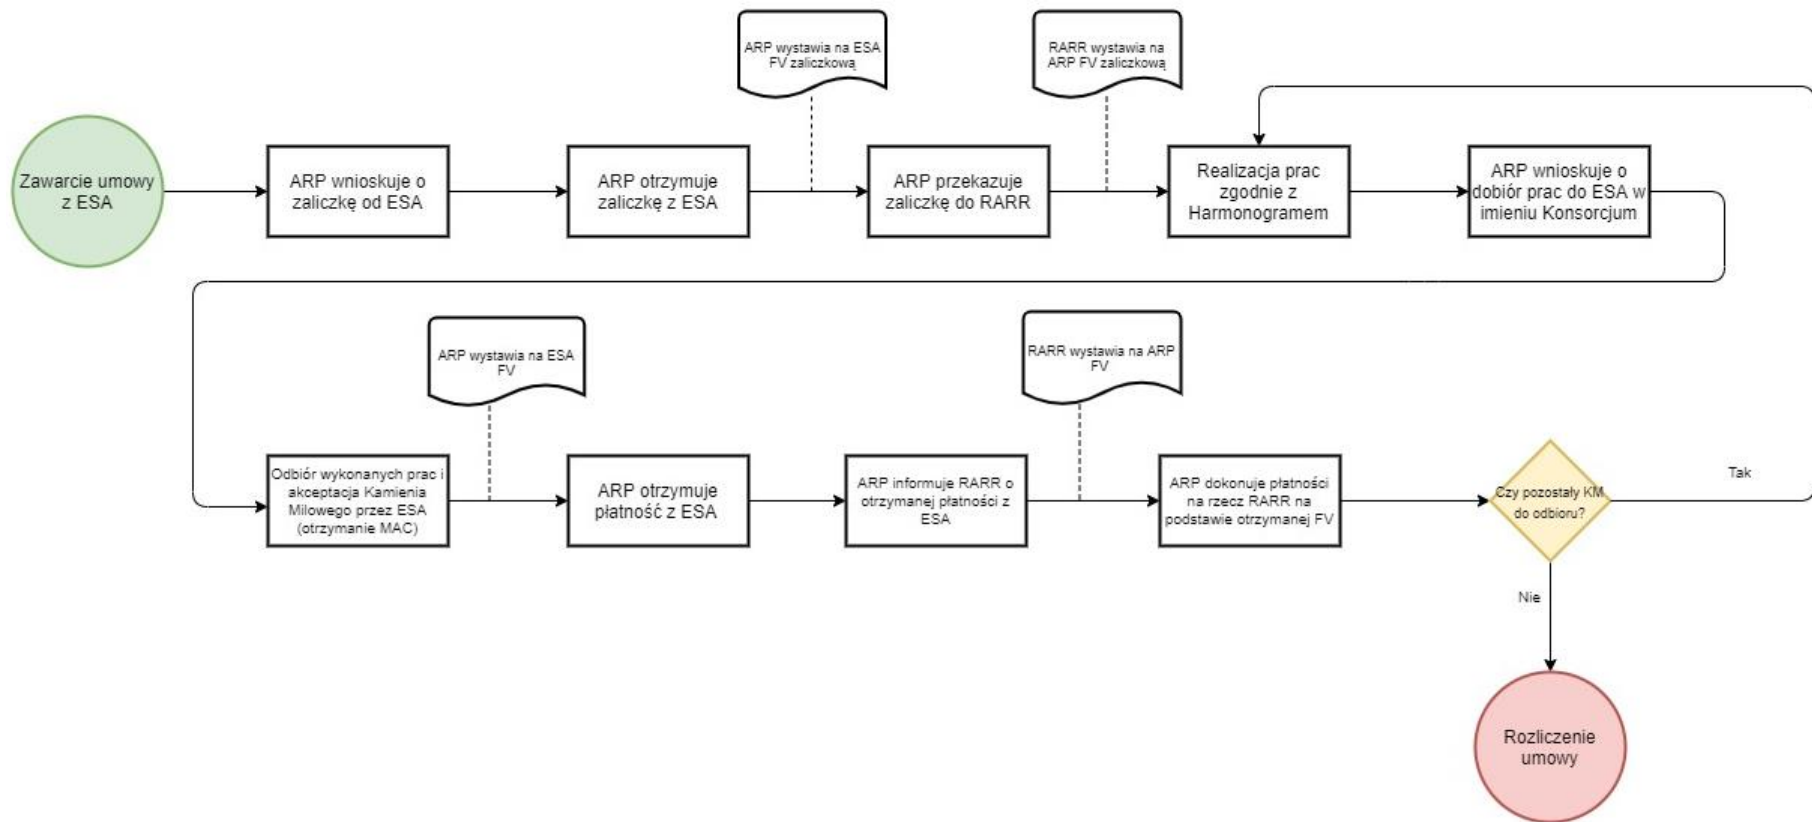 ARP wystawia na ESA
FV zaliczkową
RARR wystawia na
ARP FV zaliczkową
Zawarcie umowy
z ESA
ARP wnioskuje o
zaliczkę od ESA
ARP otrzymuje
zaliczkę z ESA
ARP przekazuje
zaliczkę do RARR
Realizacja prac
zgodnie z
Harmonogramem
ARP wnioskuje o
dobiór prac do ESA w
imieniu Konsorcjum
ARP wystawia na ESA
FV
RARR wystawia na ARP
FV
Odbiór wykonanych prac i
akceptacja Kamienia
Milowego przez ESA
(otrzymanie MAC)
ARP otrzymuje
płatność z ESA
ARP informuje RARR o
otrzymanej płatności z
ESA
ARP dokonuje płatności
na rzecz RARR na
podstawie otrzymanej FV
Czy pozostały KM
do odbioru?
Tak
Nie
Rozliczenie
umowy